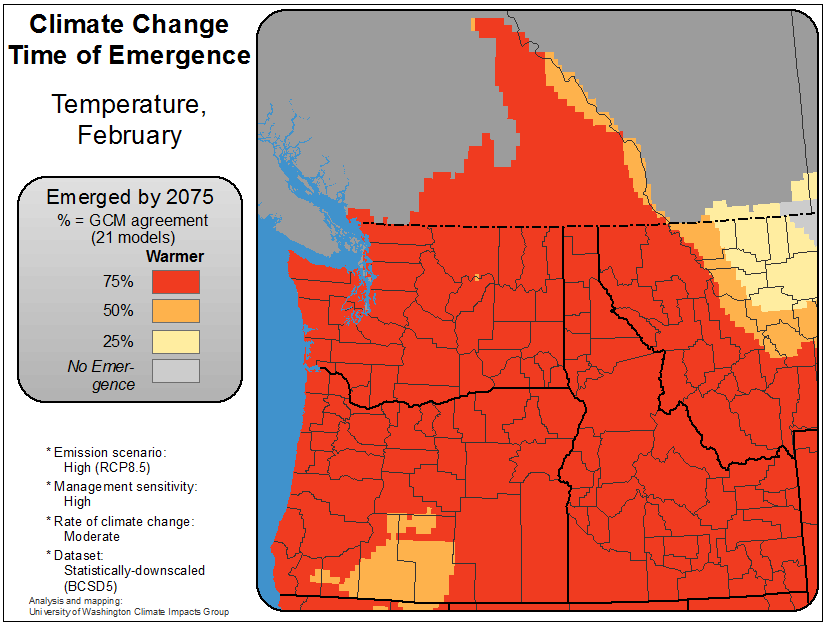 Climate Change
Time of Emergence
Temperature,
February
Emerged by 2075
% = GCM agreement
(21 models)
Warmer
75%
50%
25%
No Emer-
gence
* Emission scenario:
High (RCP8.5)
* Management sensitivity:
High
* Rate of climate change:
Moderate
* Dataset:
Statistically-downscaled
(BCSD5)
Analysis and mapping:
University of Washington Climate Impacts Group